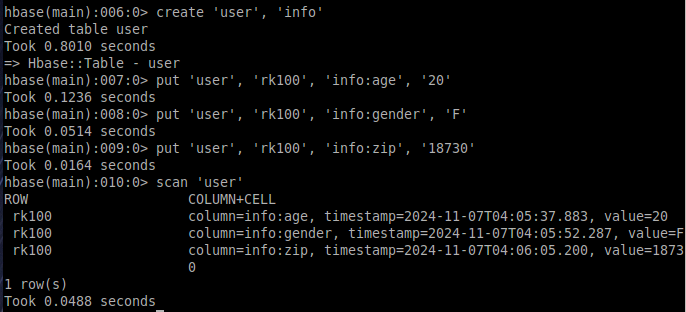 hbase(main):006:0> create 'user', 'info'
Created table user
Took 0.8010 seconds
=> Hbase::Table - user
hbase(main):007:0> put 'user', 'rk100', 'info:age', '20'
Took 0.1236 seconds
hbase(main):008:0> put 'user', 'rk100', 'info:gender', 'F'
Took 0.0514 seconds
hbase(main):009:0> put 'user', 'rk100', 'info:zip', '18730'
Took 0.0164 seconds
hbase(main):010:0> scan 'user'
ROW                   COLUMN+CELL
 rk100                column=info:age, timestamp=2024-11-07T04:05:37.883, value=20
 rk100                column=info:gender, timestamp=2024-11-07T04:05:52.287, value=F
 rk100                column=info:zip, timestamp=2024-11-07T04:06:05.200, value=1873
                      0
1 row(s)
Took 0.0488 seconds